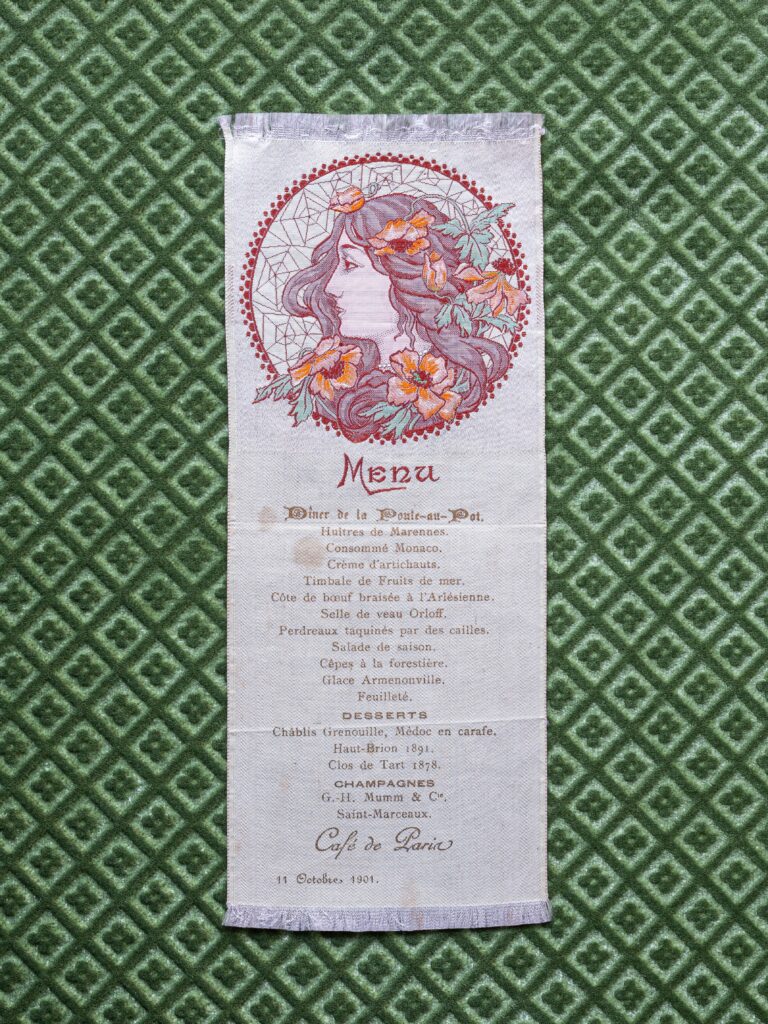 Menu
Dîner de la Poule-au-Pot.
Huîtres de Marennes.
Consommé Monaco.
Crème d'artichauts.
Timbale de Fruits de mer.
Côte de bœuf braisée à l'Arlésienne.
Selle de veau Orloff.
Perdreaux taquinés par des cailles.
Salade de saison.
Cêpes à la forestière.
Glace Armenonville.
Feuilleté.
DESSERTS
Châblis Grenouille, Médoc en carafe.
Haut-Brion 1891.
Clos de Tart 1878.
CHAMPAGNES
G.-H. Mumm & Cie.
Saint-Marceaux.
Café de Paris
11 Octobre, 1901.